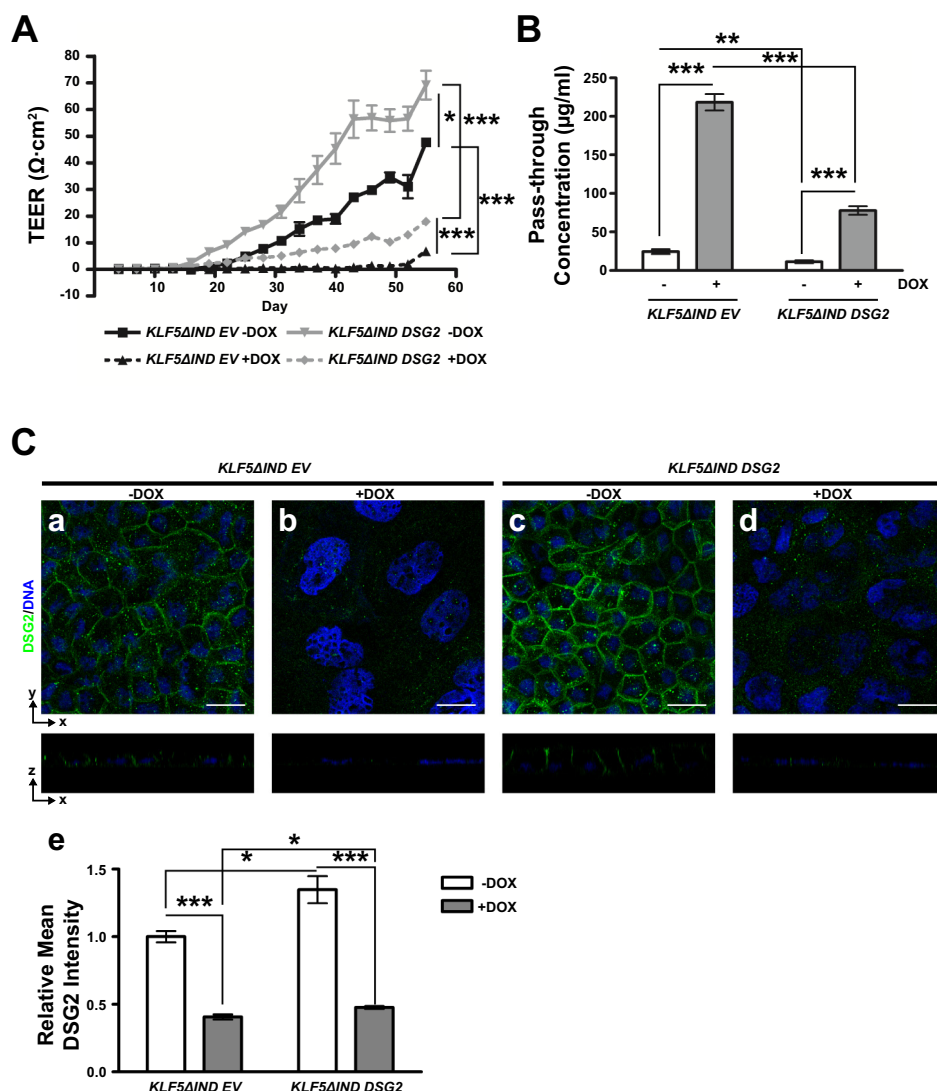 A
TEER (Ω·cm²)
80
70
60
50
40
30
20
10
0
-10
10
20
30
40
50
60
Day
*
***
***
***
KLF5ΔIND EV -DOX
KLF5ΔIND DSG2 -DOX
KLF5ΔIND EV +DOX
KLF5ΔIND DSG2 +DOX
B
Pass-through
Concentration (µg/ml)
250
200
150
100
50
0
**
***
***
***
- + - + DOX
KLF5ΔIND EV
KLF5ΔIND DSG2
C
KLF5ΔIND EV
KLF5ΔIND DSG2
-DOX
+DOX
-DOX
+DOX
a
b
c
d
DSG2/DNA
y
x
z
x
e
Relative Mean
DSG2 Intensity
1.5
1.0
0.5
0.0
*
*
***
***
-DOX
+DOX
KLF5ΔIND EV
KLF5ΔIND DSG2